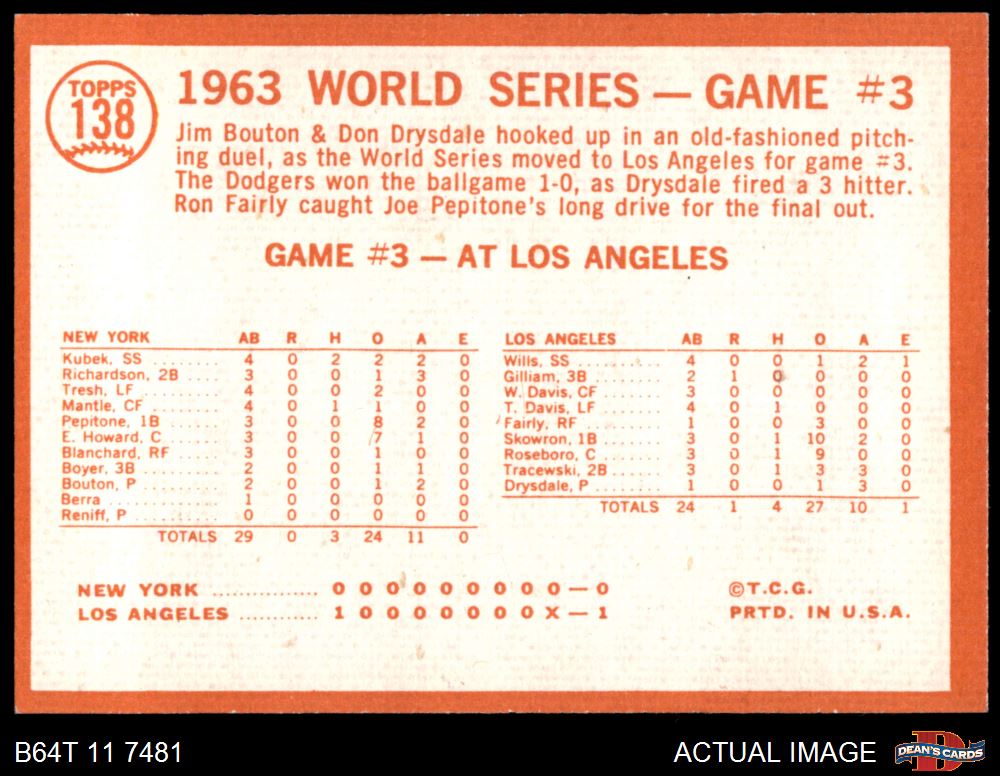 TOPPS
138
1963 WORLD SERIES — GAME #3
Jim Bouton & Don Drysdale hooked up in an old-fashioned pitch-
ing duel, as the World Series moved to Los Angeles for game #3.
The Dodgers won the ballgame 1-0, as Drysdale fired a 3 hitter.
Ron Fairly caught Joe Pepitone's long drive for the final out.
GAME #3 — AT LOS ANGELES
NEW YORK AB R H O A E
Kubek, SS ........ 4 0 2 2 2 0
Richardson, 2B .... 3 0 0 1 3 0
Tresh, LF ........ 4 0 0 2 0 0
Mantle, CF ........ 4 0 1 1 0 0
Pepitone, 1B ...... 3 0 0 8 2 0
E. Howard, C ...... 3 0 0 7 1 0
Blanchard, RF ..... 3 0 0 1 0 0
Boyer, 3B ........ 2 0 0 1 1 0
Bouton, P ........ 2 0 0 1 2 0
Berra ............ 1 0 0 0 0 0
Reniff, P ........ 0 0 0 0 0 0
TOTALS 29 0 3 24 11 0
LOS ANGELES AB R H O A E
Wills, SS ........ 4 0 0 1 2 1
Gilliam, 3B ....... 2 1 0 0 0 0
W. Davis, CF ...... 3 0 0 0 0 0
T. Davis, LF ...... 4 0 1 0 0 0
Fairly, RF ........ 1 0 0 3 0 0
Skowron, 1B ....... 3 0 1 10 2 0
Roseboro, C ....... 3 0 1 9 0 0
Tracewski, 2B ..... 3 0 1 3 3 0
Drysdale, P ....... 1 0 0 1 3 0
TOTALS 24 1 4 27 10 1
NEW YORK ............... 0 0 0 0 0 0 0 0 0 — 0
LOS ANGELES ........... 1 0 0 0 0 0 0 0 X — 1
©T.C.G.
PRTD. IN U.S.A.
B64T 11 7481
ACTUAL IMAGE
D
DEAN'S CARDS